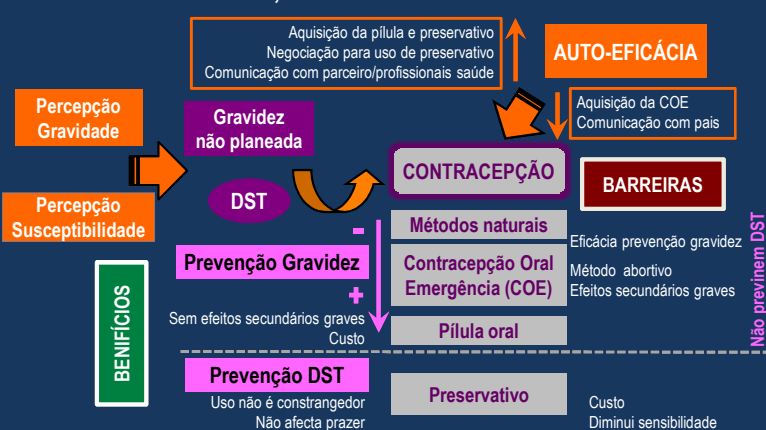 Aquisição da pílula e preservativo
Negociação para uso de preservativo
Comunicação com parceiro/profissionais saúde
AUTO-EFICÁCIA
Aquisição da COE
Comunicação com pais
Percepção
Gravidade
Gravidez
não planeada
CONTRACEPÇÃO
BARREIRAS
Percepção
Susceptibilidade
DST
-
Métodos naturais
Eficácia prevenção gravidez
Prevenção Gravidez
Contracepção Oral
Emergência (COE)
Método abortivo
Efeitos secundários graves
+
Não previnem DST
BENIFÍCIOS
Sem efeitos secundários graves
Custo
Pílula oral
Prevenção DST
Uso não é constrangedor
Não afecta prazer
Preservativo
Custo
Diminui sensibilidade